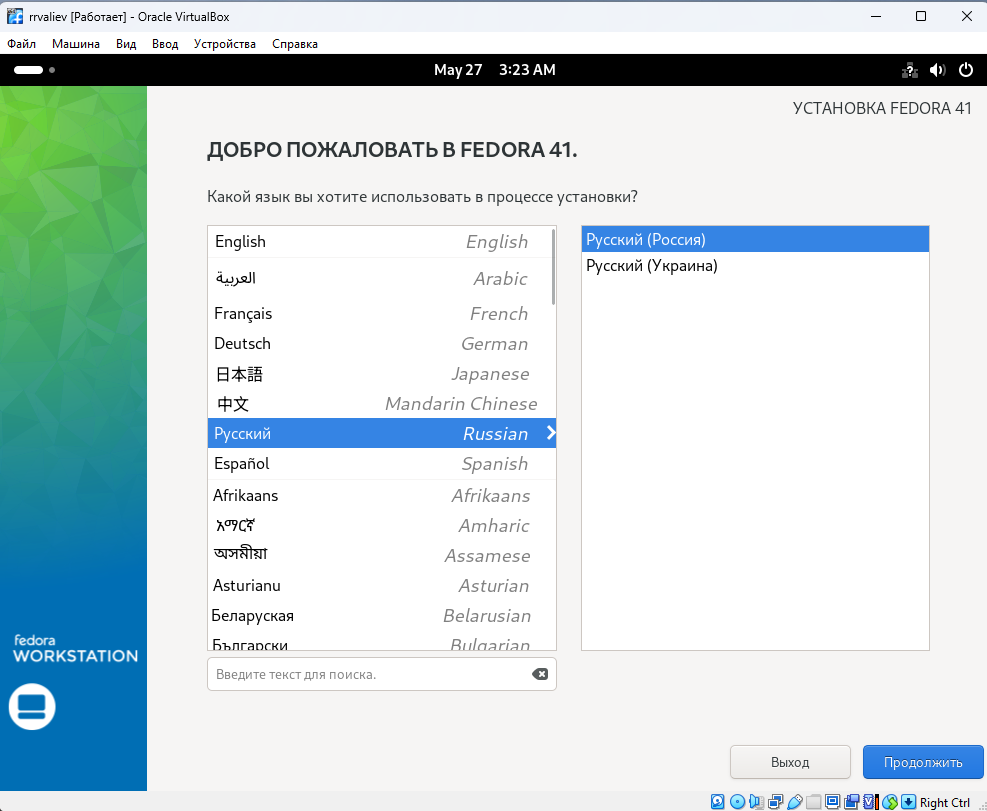 rrvaliev [Работает] - Oracle VirtualBox
Файл Машина Вид Ввод Устройства Справка
May 27 3:23 AM
УСТАНОВКА FEDORA 41
ДОБРО ПОЖАЛОВАТЬ В FEDORA 41.
Какой язык вы хотите использовать в процессе установки?
English English
العربية Arabic
Français French
Deutsch German
日本語 Japanese
中文 Mandarin Chinese
Русский Russian
Español Spanish
Afrikaans Afrikaans
አማርኛ Amharic
অসমীয়া Assamese
Asturianu Asturian
Беларуская Belarusian
Български Bulgarian
Русский (Россия)
Русский (Украина)
Введите текст для поиска.
fedora
WORKSTATION
Выход Продолжить
Right Ctrl